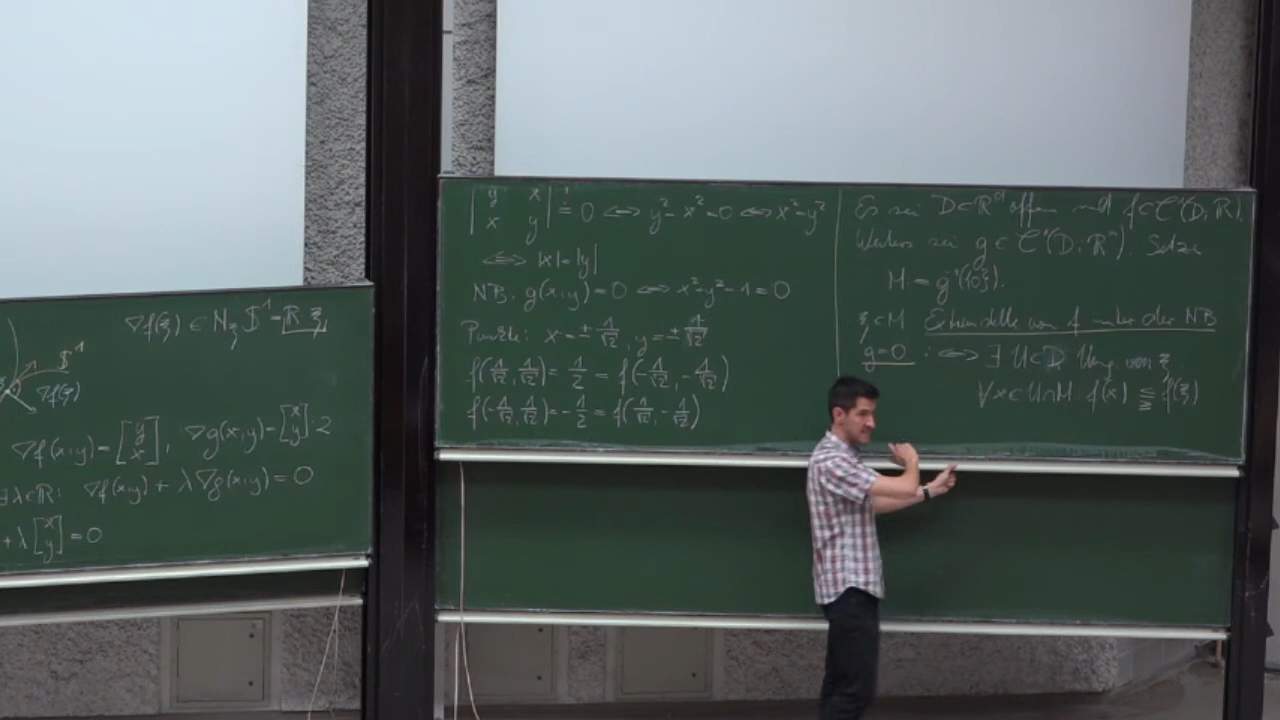 ∇f(ξ) ∈ N_ξ S¹ = ℝ ξ
S¹
∇f(ξ)
∇f(x,y) = [y x], ∇g(x,y) = [x y]·2
∃λ∈ℝ: ∇f(x,y) + λ∇g(x,y) = 0
+ λ [x y] = 0
| y x | ! = 0 ⟺ y² - x² = 0 ⟺ x² = y²
| x y |
⟺ |x| = |y|
NB: g(x,y) = 0 ⟺ x² + y² - 1 = 0
Punkte: x = ± 1/√2, y = ± 1/√2
f(1/√2, 1/√2) = 1/2 = f(-1/√2, -1/√2)
f(-1/√2, 1/√2) = -1/2 = f(1/√2, -1/√2)
Es sei D⊂ℝⁿ offen und f∈C¹(D,ℝ).
Weiters sei g ∈ C¹(D,ℝᵐ). Setze
M = g⁻¹({0}).
ξ∈M Extremstelle von f unter der NB
g=0 :⟺ ∃ U⊂D Umg. von ξ
∀x∈U∩M: f(x) ≦ ≧ f(ξ)